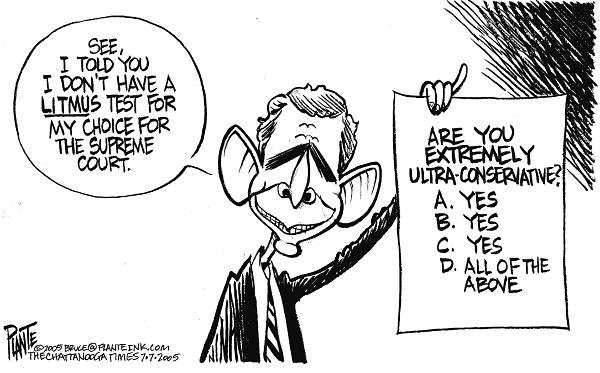 SEE,
I TOLD YOU
I DON'T HAVE A
LITMUS TEST FOR
MY CHOICE FOR
THE SUPREME
COURT.
ARE YOU
EXTREMELY
ULTRA-CONSERVATIVE?
A. YES
B. YES
C. YES
D. ALL OF THE
ABOVE
PLANTE
©2005 BRUCE@PLANTEINK.COM
THE CHATTANOOGA TIMES 7.7.2005